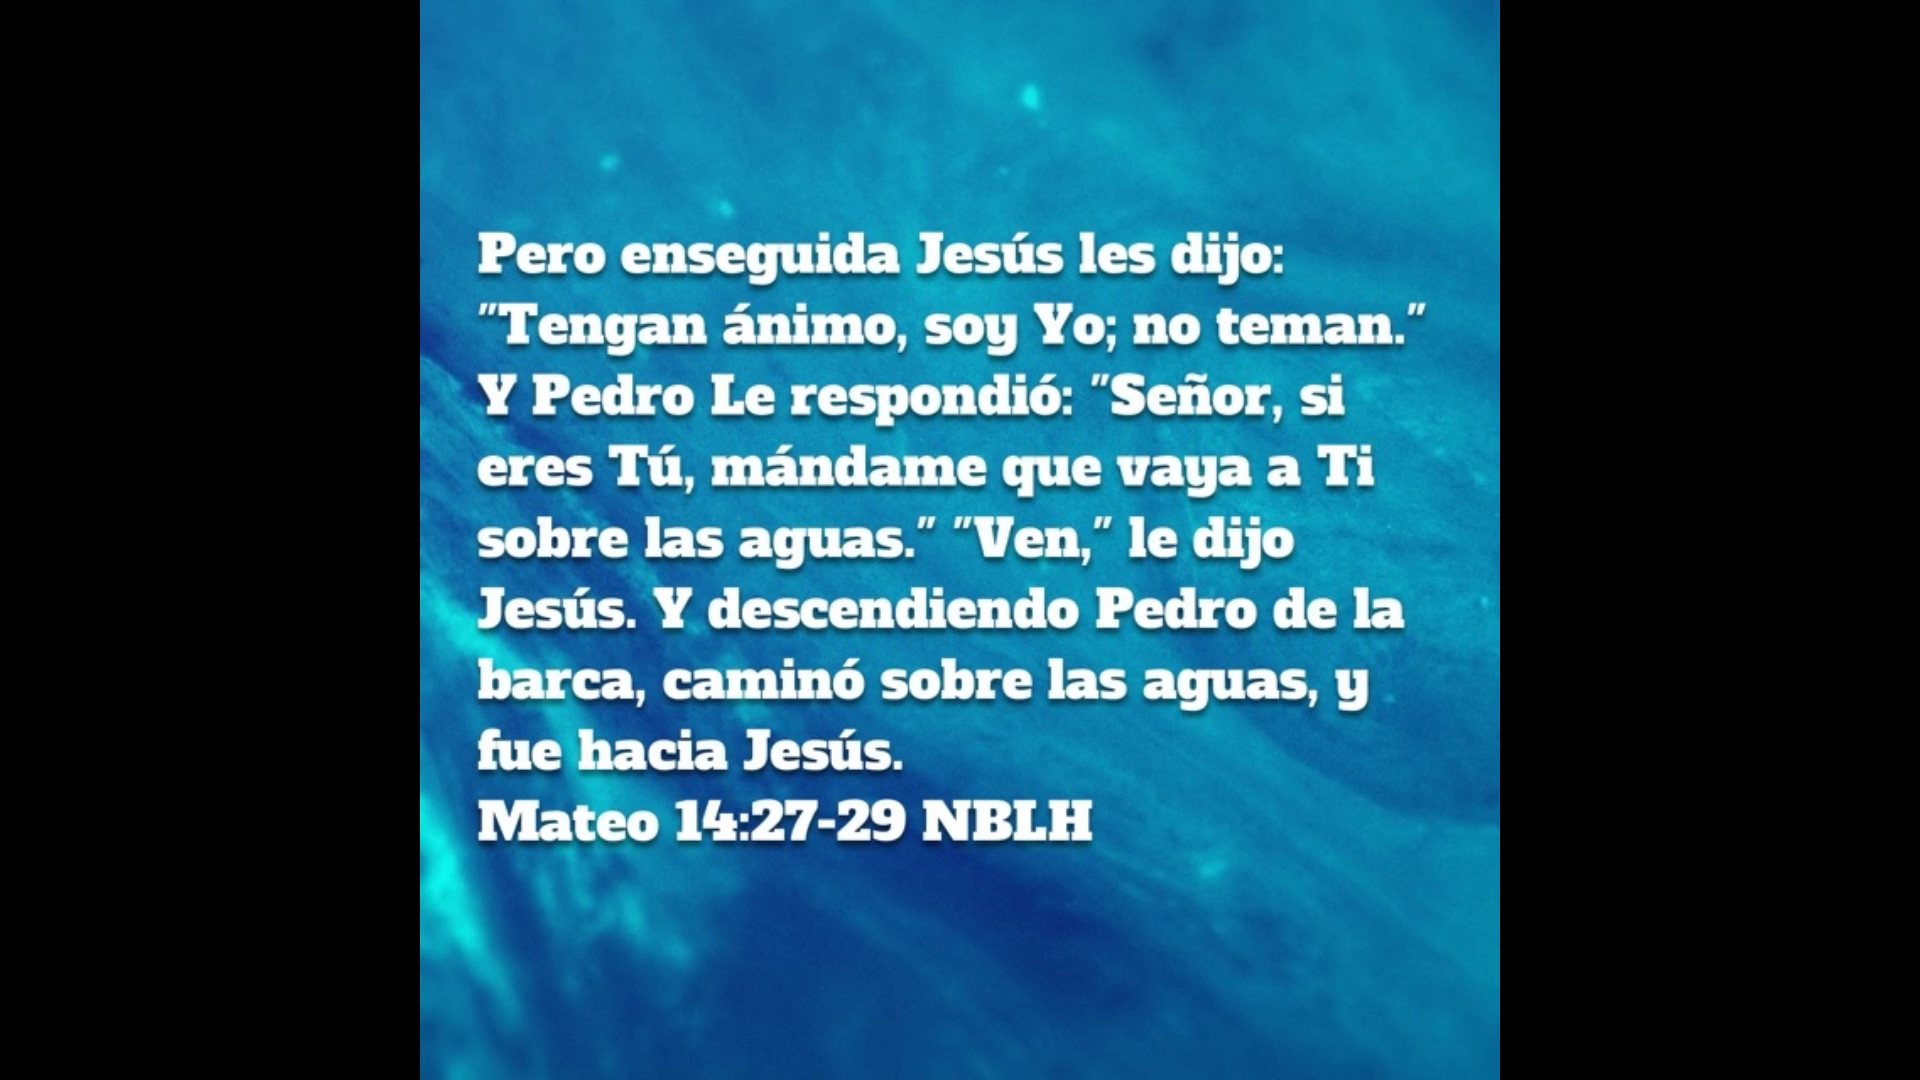 Pero enseguida Jesús les dijo:
"Tengan ánimo, soy Yo; no teman."
Y Pedro Le respondió: "Señor, si
eres Tú, mándame que vaya a Ti
sobre las aguas." "Ven," le dijo
Jesús. Y descendiendo Pedro de la
barca, caminó sobre las aguas, y
fue hacia Jesús.
Mateo 14:27-29 NBLH